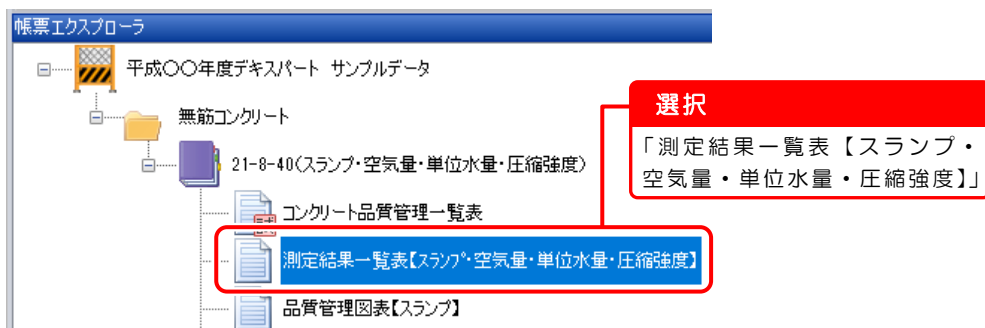 帳票エクスプローラ
平成〇〇年度デキスパート サンプルデータ
無筋コンクリート
21-8-40(スランプ・空気量・単位水量・圧縮強度)
コンクリート品質管理一覧表
測定結果一覧表【スランプ・空気量・単位水量・圧縮強度】
品質管理図表【スランプ】
選択
「測定結果一覧表【スランプ・
空気量・単位水量・圧縮強度】」